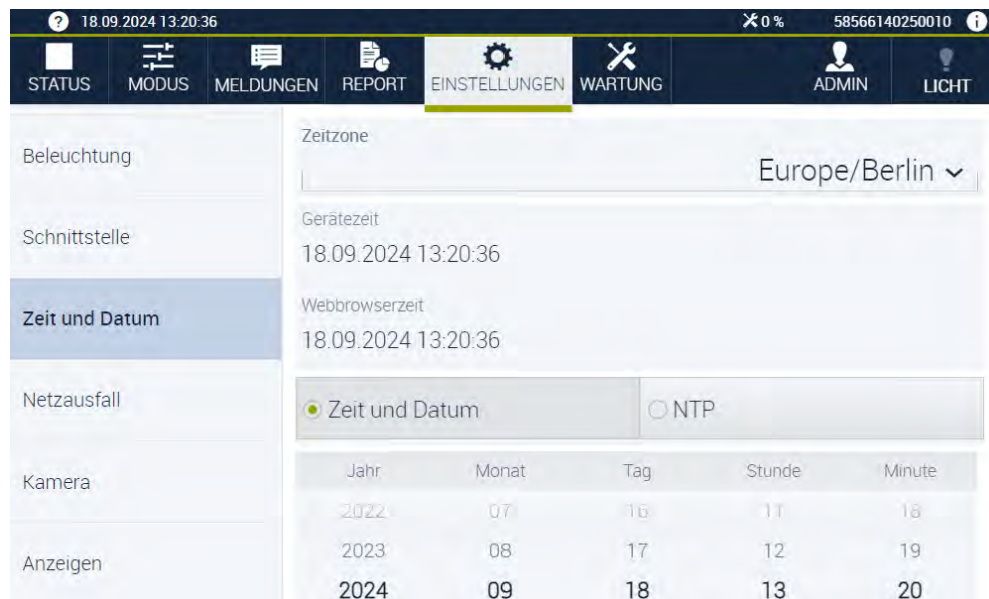 ? 18.09.2024 13:20:36 0 % 58566140250010 i
STATUS MODUS MELDUNGEN REPORT EINSTELLUNGEN WARTUNG ADMIN LICHT
Beleuchtung
Schnittstelle
Zeit und Datum
Netzausfall
Kamera
Anzeigen
Zeitzone
Europe/Berlin
Gerätezeit
18.09.2024 13:20:36
Webbrowserzeit
18.09.2024 13:20:36
Zeit und Datum NTP
Jahr Monat Tag Stunde Minute
2022 07 16 11 18
2023 08 17 12 19
2024 09 18 13 20